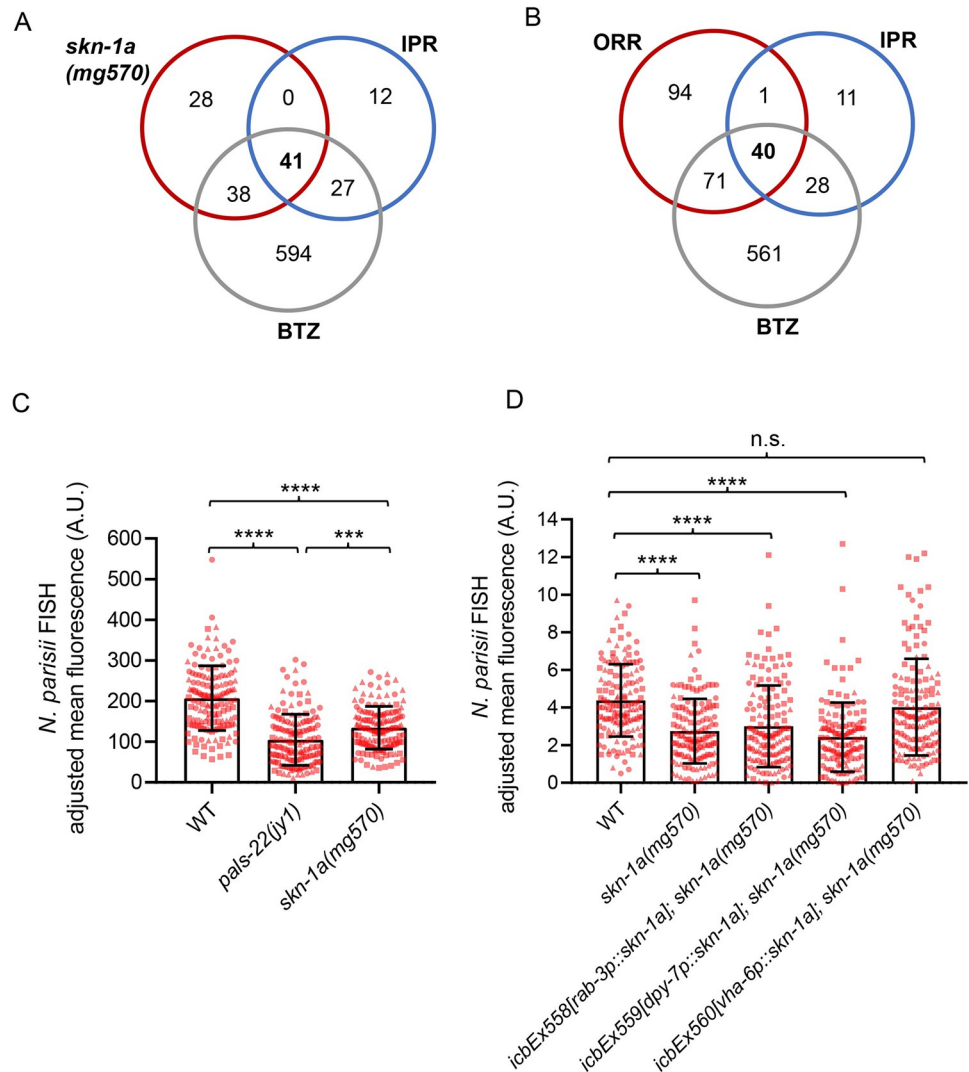 A
skn-1a
(mg570)
IPR
28
0
12
41
38
27
594
BTZ
B
ORR
IPR
94
1
11
40
71
28
561
BTZ
C
N. parisii FISH
adjusted mean fluorescence (A.U.)
600
500
400
300
200
100
0
****
****
***
WT
pals-22(jy1)
skn-1a(mg570)
D
N. parisii FISH
adjusted mean fluorescence (A.U.)
14
12
10
8
6
4
2
0
n.s.
****
****
****
WT
skn-1a(mg570)
icbEx558[rab-3p::skn-1a]; skn-1a(mg570)
icbEx559[dpy-7p::skn-1a]; skn-1a(mg570)
icbEx560[vha-6p::skn-1a]; skn-1a(mg570)